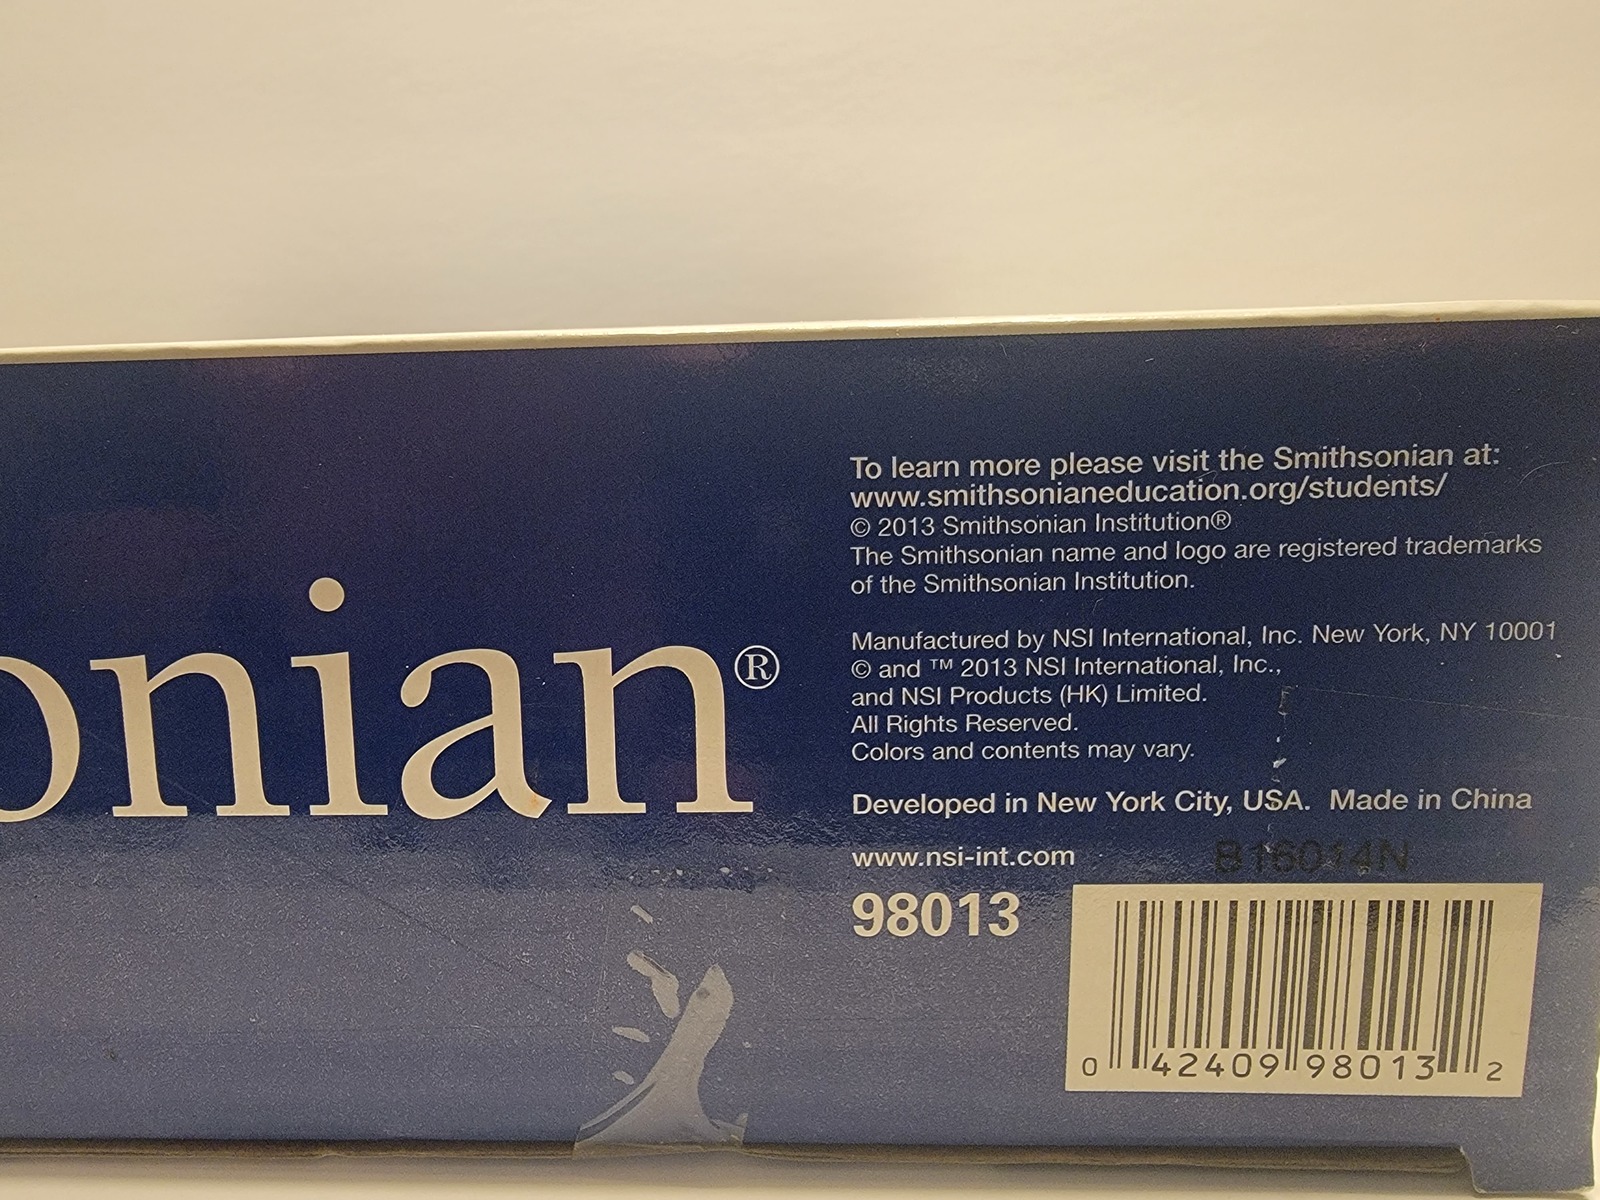 onian®
To learn more please visit the Smithsonian at:
www.smithsonianeducation.org/students/
© 2013 Smithsonian Institution®
The Smithsonian name and logo are registered trademarks
of the Smithsonian Institution.
Manufactured by NSI International, Inc. New York, NY 10001
© and ™ 2013 NSI International, Inc.,
and NSI Products (HK) Limited.
All Rights Reserved.
Colors and contents may vary.
Developed in New York City, USA. Made in China
www.nsi-int.com
B16014N
98013
0 42409 98013 2